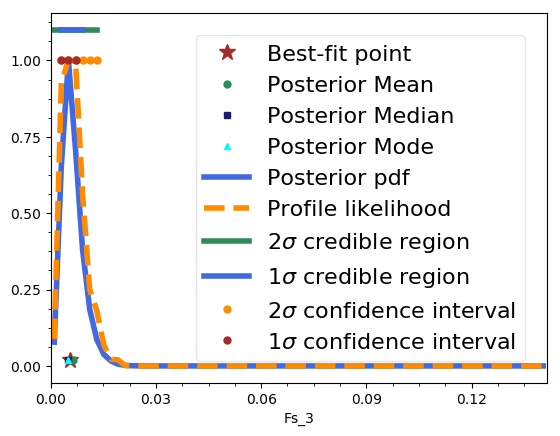 1.00
0.75
0.50
0.25
0.00
Best-fit point
Posterior Mean
Posterior Median
Posterior Mode
Posterior pdf
Profile likelihood
2σ credible region
1σ credible region
2σ confidence interval
1σ confidence interval
0.00 0.03 0.06 0.09 0.12
Fs_3